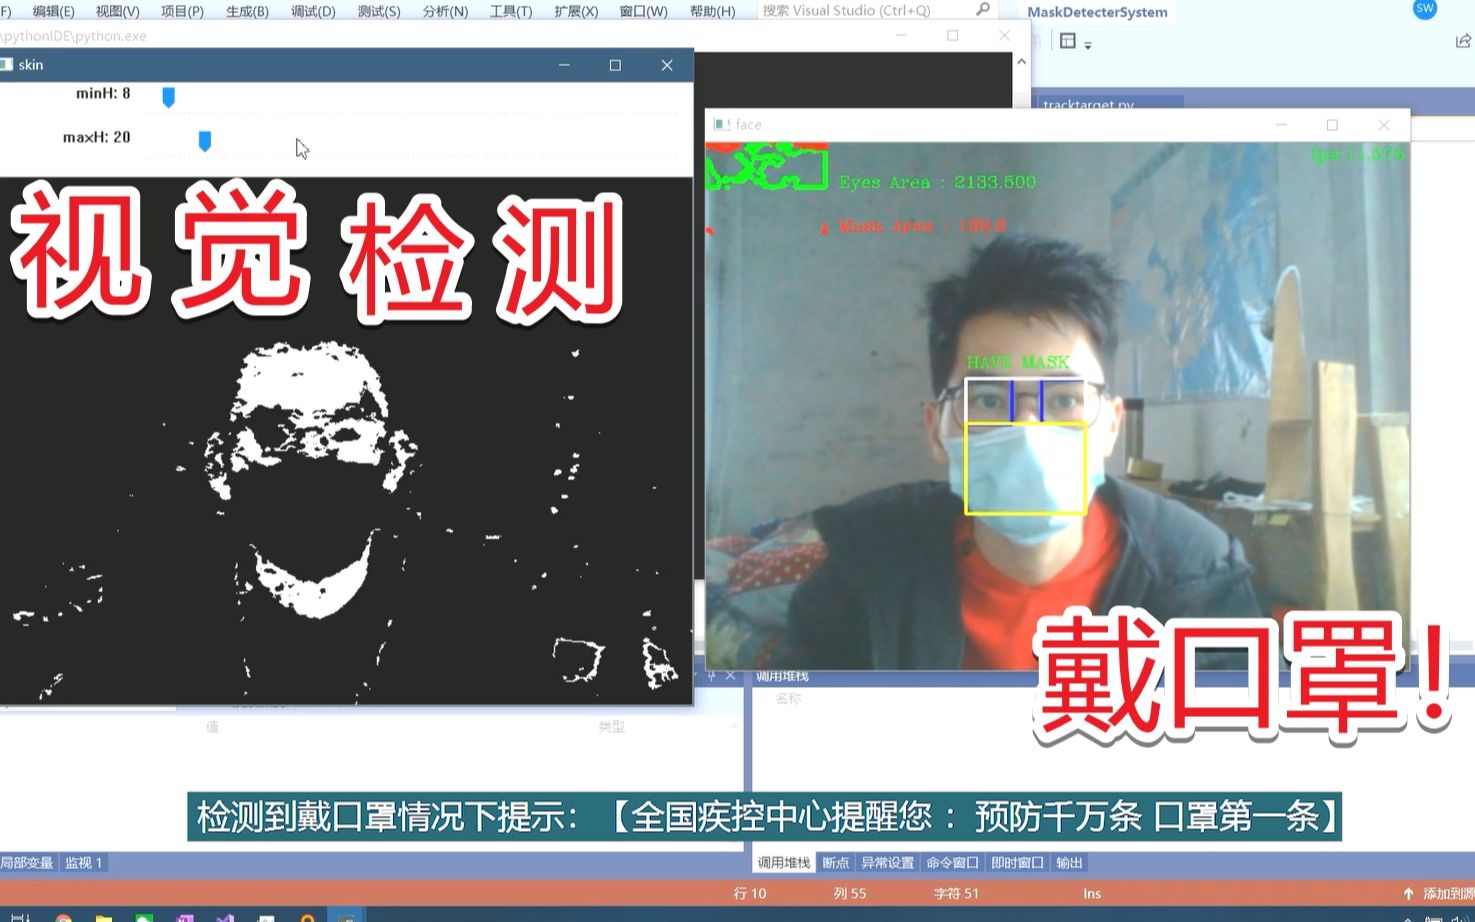 F) 编辑(E) 视图(V) 项目(P) 生成(B) 调试(D) 测试(S) 分析(N) 工具(T) 扩展(X) 窗口(W) 帮助(H) 搜索 Visual Studio (Ctrl+Q) MaskDetecterSystem SW
\pythonIDE\python.exe
skin
minH: 8
maxH: 20
tracktarget.py
face
fps:11.575
Eyes Area : 2133.500
Mask Area : 199.0
视觉检测
HAVE MASK
戴口罩!
调用堆栈
名称
值 类型
检测到戴口罩情况下提示：【全国疾控中心提醒您： 预防千万条 口罩第一条】
局部变量 监视 1
调用堆栈 断点 异常设置 命令窗口 即时窗口 输出
行 10 列 55 字符 51 Ins 添加到源